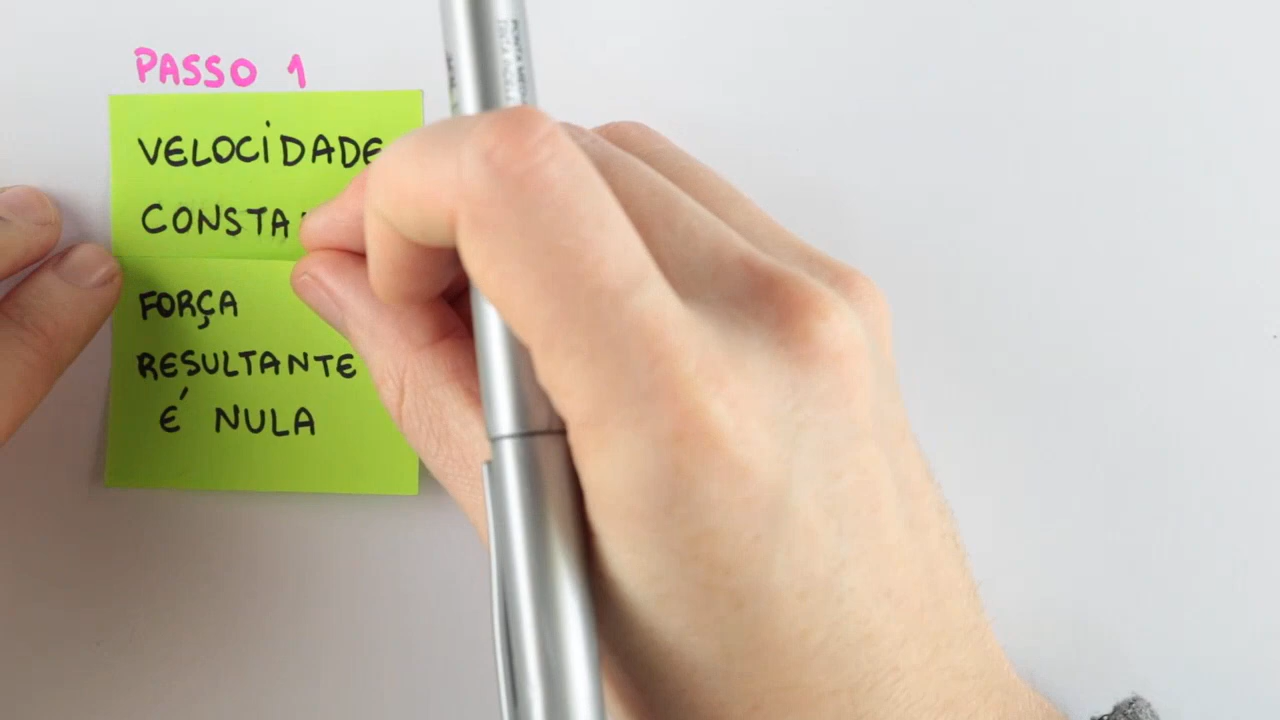 PASSO 1
VELOCIDADE
CONSTA
FORÇA
RESULTANTE
É NULA